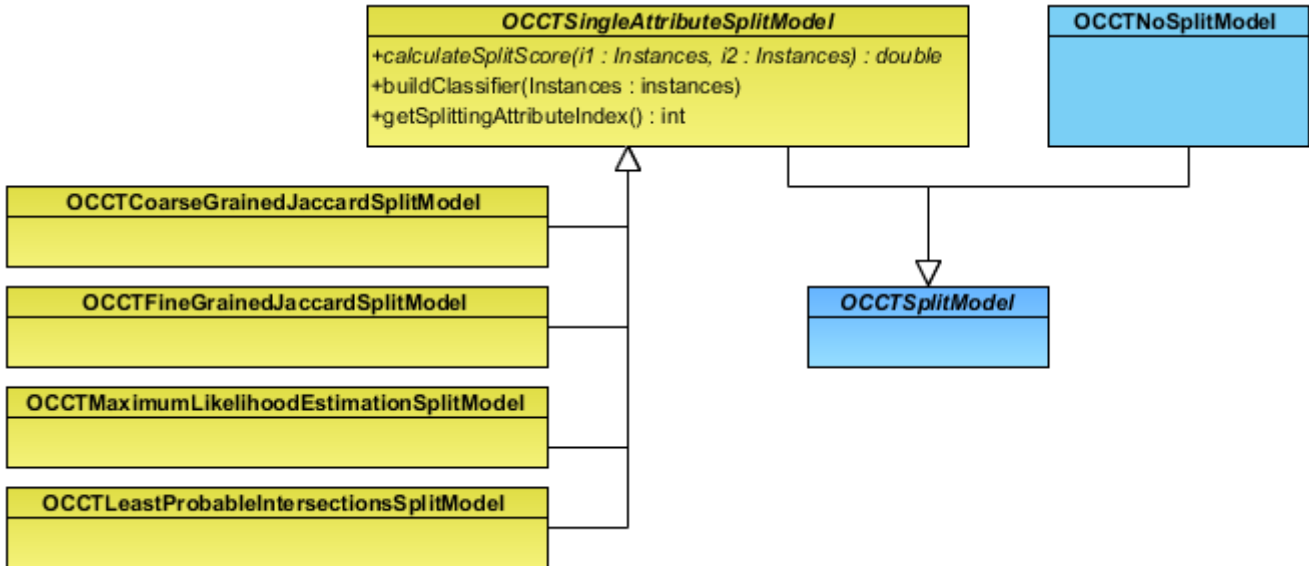 OCCTSingleAttributeSplitModel
+calculateSplitScore(i1 : Instances, i2 : Instances) : double
+buildClassifier(Instances : instances)
+getSplittingAttributeIndex() : int
OCCTNoSplitModel
OCCTCoarseGrainedJaccardSplitModel
OCCTFineGrainedJaccardSplitModel
OCCTSplitModel
OCCTMaximumLikelihoodEstimationSplitModel
OCCTLeastProbableIntersectionsSplitModel